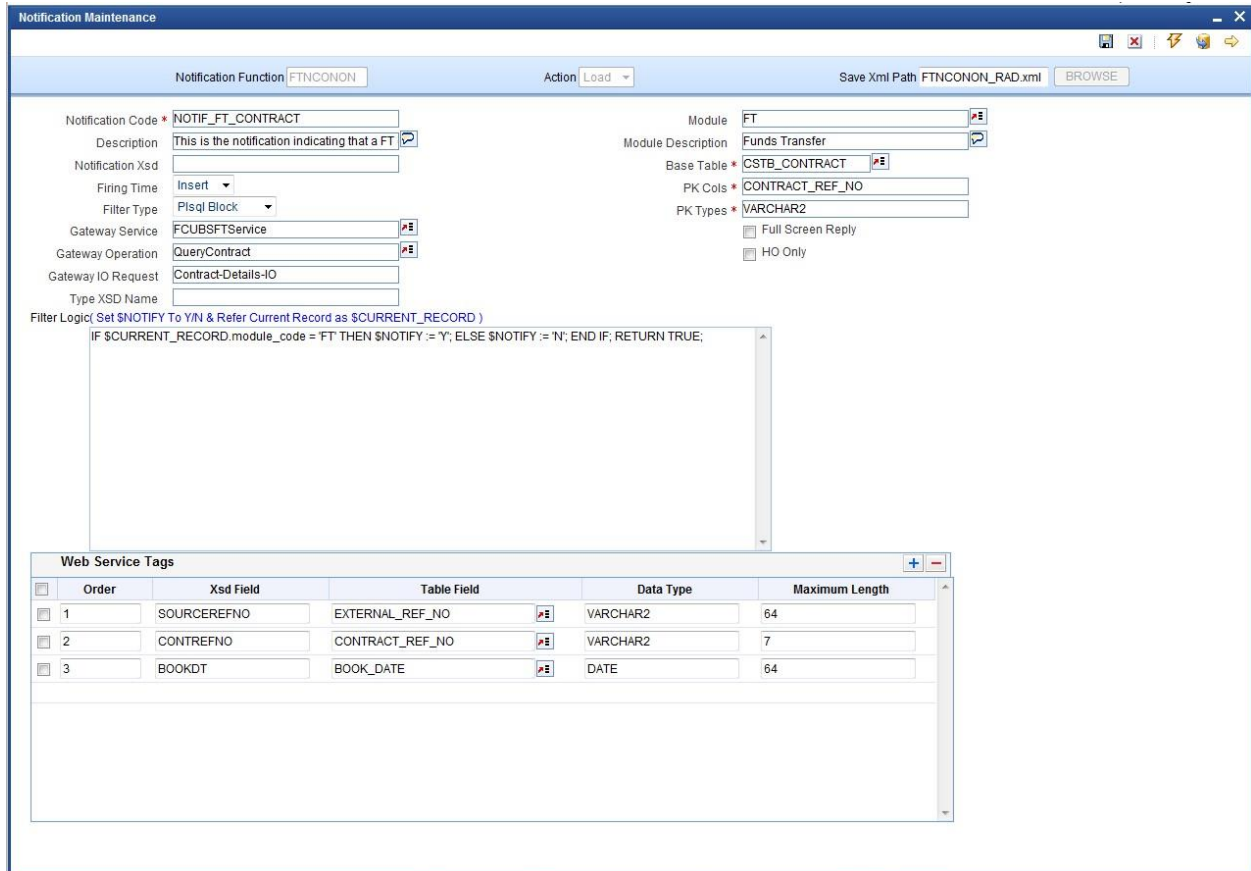 Notification Maintenance
Notification Function FTNCONON Action Load Save Xml Path FTNCONON_RAD.xml BROWSE
Notification Code * NOTIF_FT_CONTRACT Module FT
Description This is the notification indicating that a FT Module Description Funds Transfer
Notification Xsd Base Table * CSTB_CONTRACT
Firing Time Insert PK Cols * CONTRACT_REF_NO
Filter Type Plsql Block PK Types * VARCHAR2
Gateway Service FCUBSFTService Full Screen Reply
Gateway Operation QueryContract HO Only
Gateway IO Request Contract-Details-IO
Type XSD Name
Filter Logic( Set $NOTIFY To Y/N & Refer Current Record as $CURRENT_RECORD )
IF $CURRENT_RECORD.module_code = 'FT' THEN $NOTIFY := 'Y'; ELSE $NOTIFY := 'N'; END IF; RETURN TRUE;
Web Service Tags
Order Xsd Field Table Field Data Type Maximum Length
1 SOURCEREFNO EXTERNAL_REF_NO VARCHAR2 64
2 CONTREFNO CONTRACT_REF_NO VARCHAR2 7
3 BOOKDT BOOK_DATE DATE 64